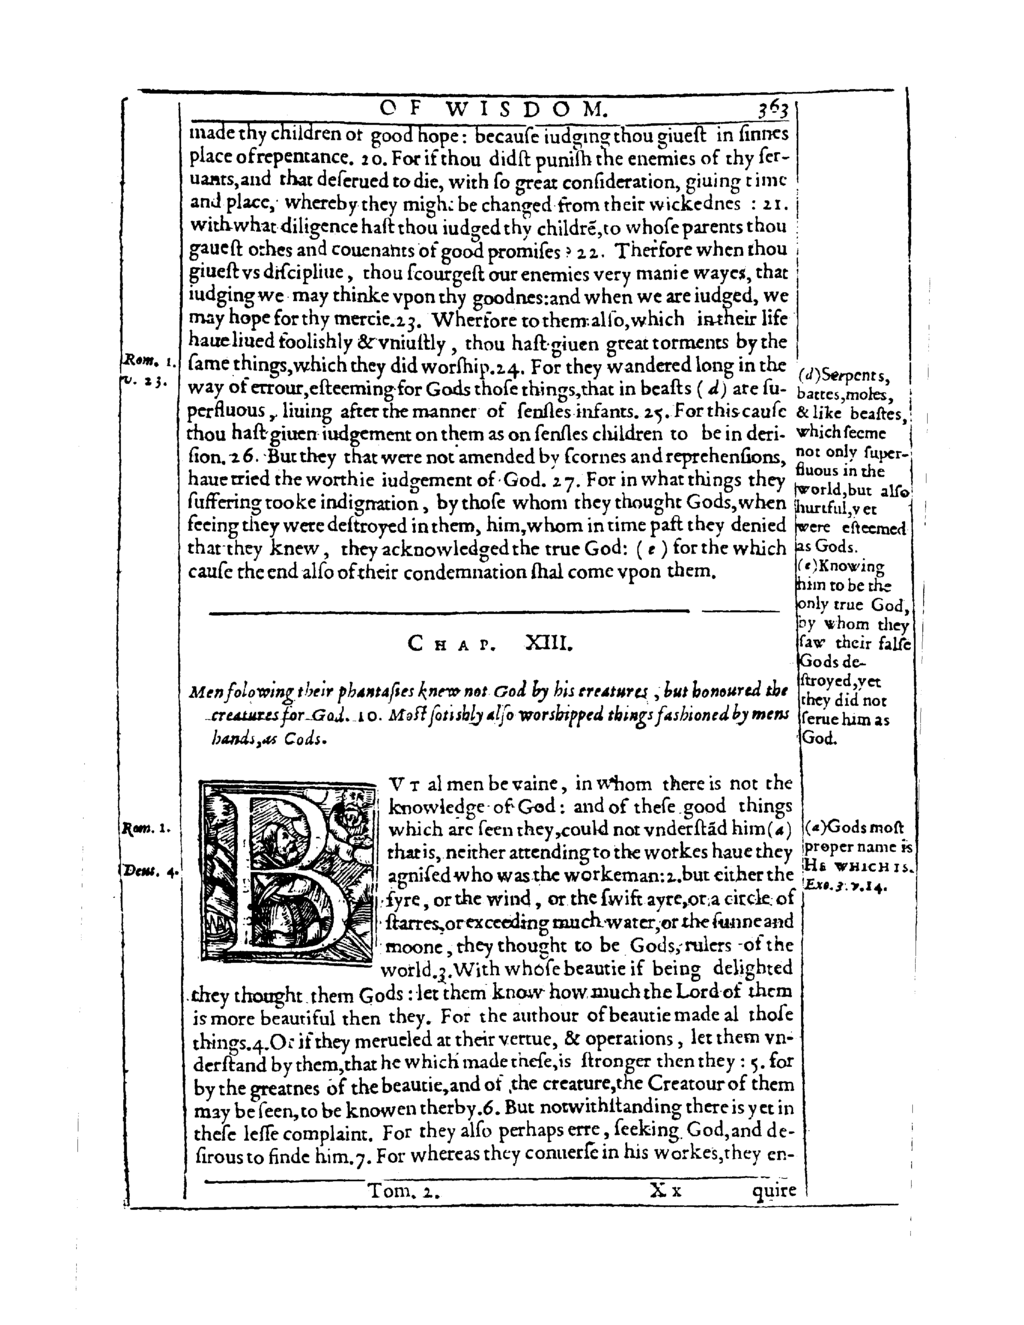 OF WISDOM. 363
made thy children of good hope: becauſe iudging thou giueſt in ſinnes
place of repentance. 20. For if thou didſt puniſh the enemies of thy ſer-
uants,and that deſerued to die, with ſo great conſideration, giuing time
and place, whereby they might be changed from their wickednes : 21.
with what diligence haſt thou iudged thy childrē,to whoſe parents thou
gaueſt othes and couenants of good promiſes ? 22. Therfore when thou
giueſt vs diſcipline, thou ſcourgeſt our enemies very manie wayes, that
iudging we may thinke vpon thy goodnes:and when we are iudged, we
may hope for thy mercie.23. Wherfore to them alſo,which in their life
haue liued fooliſhly & vniuſtly, thou haſt giuen great torments by the
ſame things,which they did worſhip.24. For they wandered long in the
way of errour,eſteeming for Gods thoſe things,that in beaſts (d) are ſu-
perfluous, liuing after the manner of ſenſles infants. 25. For this cauſe
thou haſt giuen iudgement on them as on ſenſles children to be in deri-
ſion. 26. But they that were not amended by ſcornes and reprehenſions,
haue tried the worthie iudgement of God. 27. For in what things they
ſuffering tooke indignation, by thoſe whom they thought Gods,when
ſeeing they were deſtroyed in them, him,whom in time paſt they denied
that they knew, they acknowledged the true God: (e) for the which
cauſe the end alſo of their condemnation ſhal come vpon them.
Rom. 1.
v. 23.
(d)Serpents,
battes,moles,
& like beaſtes,
which ſeeme
not only ſuper-
fluous in the
world,but alſo
hurtful,yet
were eſteemed
as Gods.
(e)Knowing
him to be the
only true God,
by whom they
ſaw their falſe
Gods de-
ſtroyed,yet
they did not
ſerue him as
God.
CHAP. XIII.
Men folowing their phantaſies knew not God by his creatures, but honoured the
creatures for God. 10. Moſt ſotishly alſo worshipped things fashioned by mens
hands,as Gods.
BVT al men be vaine, in whom there is not the
knowledge of God: and of theſe good things
which are ſeen they,could not vnderſtād him(a)
that is, neither attending to the workes haue they
agniſed who was the workeman:2.but either the
fyre, or the wind, or the ſwift ayre,or a circle of
ſtarres,or exceeding much water,or the ſunne and
moone, they thought to be Gods, rulers of the
world.3.With whoſe beautie if being delighted
they thought them Gods : let them know how much the Lord of them
is more beautiful then they. For the authour of beautie made al thoſe
things.4.Or if they merueled at their vertue, & operations, let them vn-
derſtand by them,that he which made theſe,is ſtronger then they : 5. for
by the greatnes of the beautie,and of the creature,the Creatour of them
may be ſeen,to be knowen therby.6. But notwithſtanding there is yet in
theſe leſſe complaint. For they alſo perhaps erre, ſeeking God,and de-
ſirous to finde him.7. For whereas they conuerſe in his workes,they en-
Rom. 1.
Deut. 4.
(a)Gods moſt
proper name is
HE WHICH IS.
Exo. 3. v. 14.
Tom. 2. Xx quire